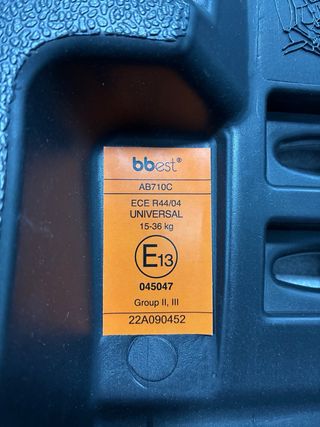 bbest®
AB710C
ECE R44/04
UNIVERSAL
15-36 kg
E13
045047
Group II, III
22A090452